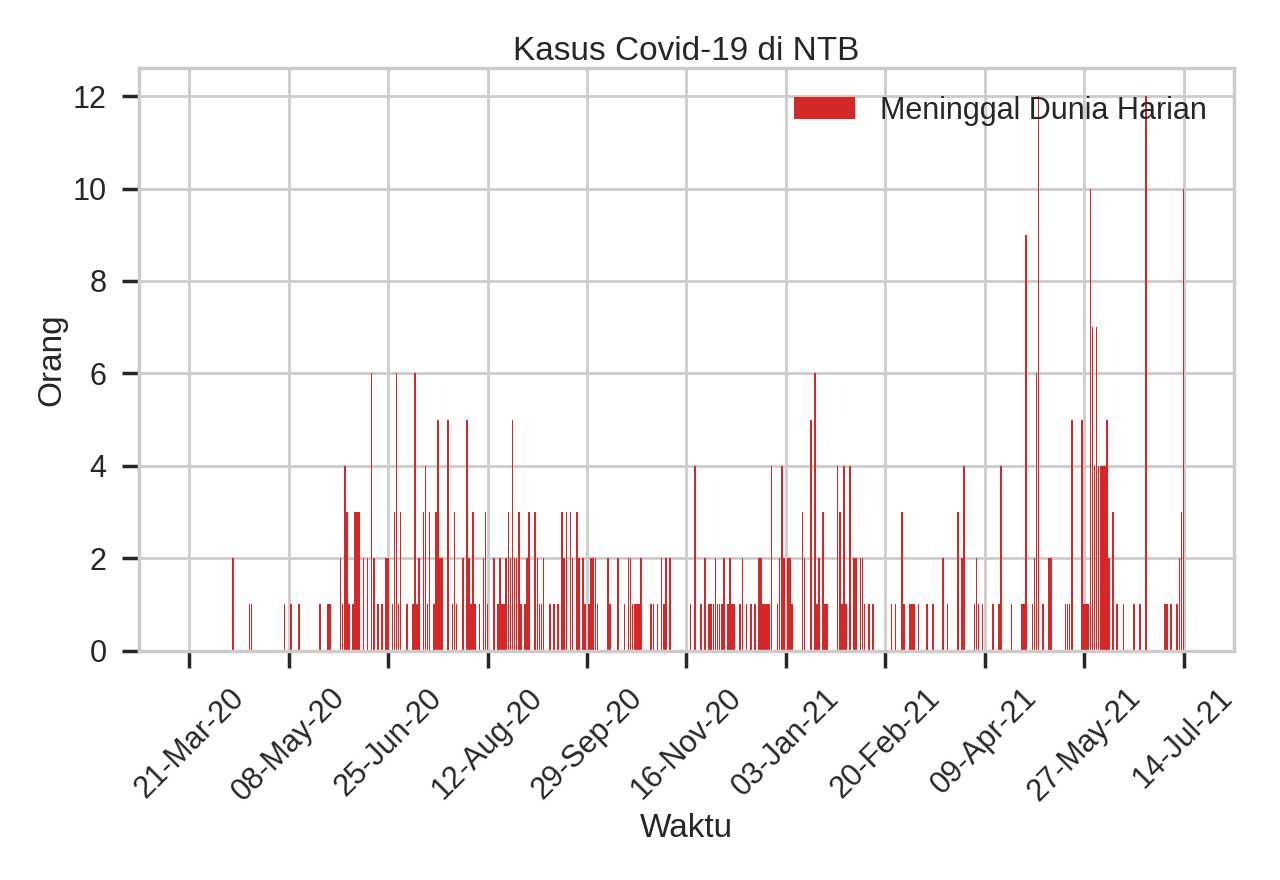 Kasus Covid-19 di NTB
Meninggal Dunia Harian
12
10
8
6
4
2
0
Orang
21-Mar-20
08-May-20
25-Jun-20
12-Aug-20
29-Sep-20
16-Nov-20
03-Jan-21
20-Feb-21
09-Apr-21
27-May-21
14-Jul-21
Waktu